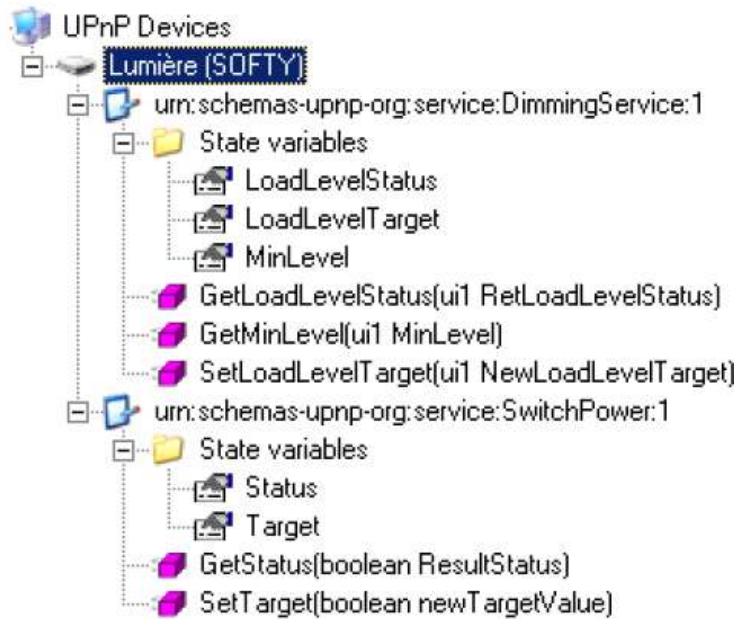 UPnP Devices
Lumière (SOFTY)
urn:schemas-upnp-org:service:DimmingService:1
State variables
LoadLevelStatus
LoadLevelTarget
MinLevel
GetLoadLevelStatus(ui1 RetLoadLevelStatus)
GetMinLevel(ui1 MinLevel)
SetLoadLevelTarget(ui1 NewLoadLevelTarget)
urn:schemas-upnp-org:service:SwitchPower:1
State variables
Status
Target
GetStatus(boolean ResultStatus)
SetTarget(boolean newTargetValue)